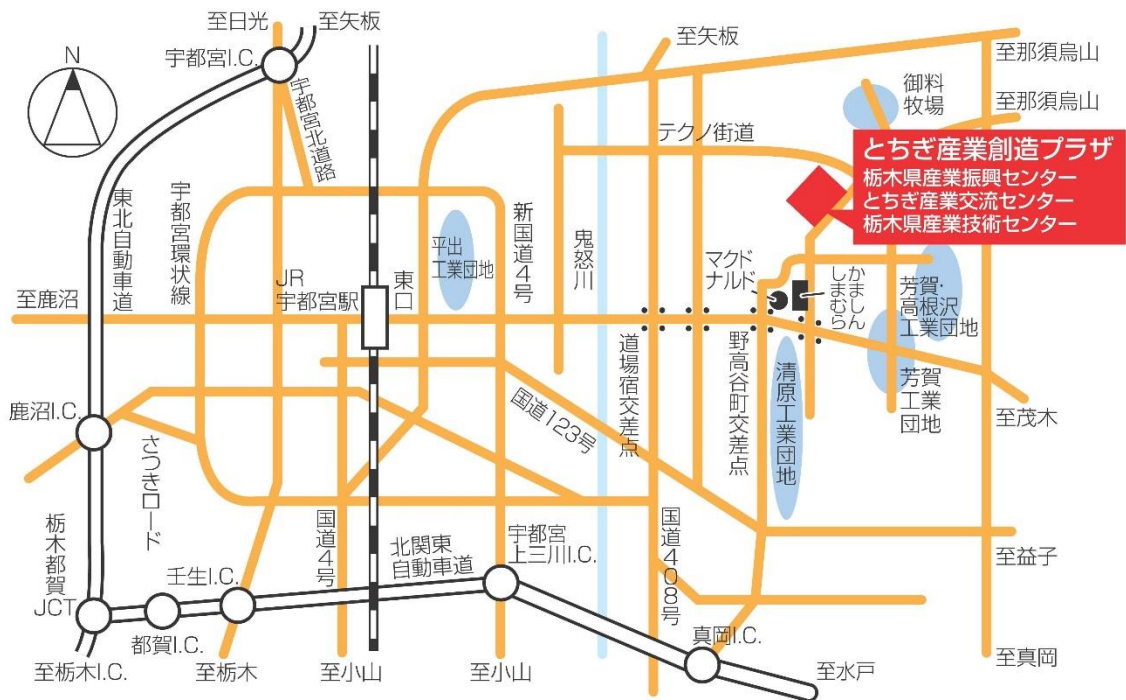 至日光
至矢板
宇都宮I.C.
N
宇都宮北道路
至矢板
至那須烏山
御料
牧場
至那須烏山
テクノ街道
とちぎ産業創造プラザ
栃木県産業振興センター
とちぎ産業交流センター
栃木県産業技術センター
東北自動車道
宇都宮環状線
平出
工業団地
新国道4号
鬼怒川
マクド
ナルド
かましん
しまむら
芳賀・
高根沢
工業団地
至鹿沼
JR
宇都宮駅
東口
道場宿交差点
野高谷町交差点
清原工業団地
芳賀
工業
団地
至茂木
鹿沼I.C.
さつきロード
国道123号
栃木都賀
JCT
壬生I.C.
都賀I.C.
国道4号
北関東
自動車道
宇都宮
上三川I.C.
国道408号
真岡I.C.
至益子
至栃木I.C.
至栃木
至小山
至小山
至水戸
至真岡